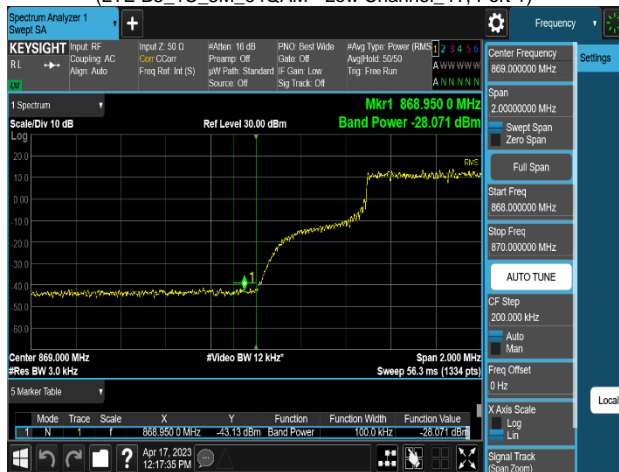 Spectrum Analyzer 1
Swept SA
+
Frequency
KEYSIGHT
Input: RF
Coupling: AC
Align: Auto
Input Z: 50 Ω
Corr CCorr
Freq Ref: Int (S)
#Atten: 16 dB
Preamp: Off
µW Path: Standard
Source: Off
PNO: Best Wide
Gate: Off
IF Gain: Low
Sig Track: Off
#Avg Type: Power (RMS)
Avg|Hold: 50/50
Trig: Free Run
1 2 3 4 5 6
A W W W W W
A N N N N N
R L
1 Spectrum
Scale/Div 10 dB
Log
Ref Level 30.00 dBm
Mkr1 868.950 0 MHz
Band Power -28.071 dBm
RMS
20.0
10.0
0.00
-10.0
-20.0
-30.0
-40.0
-50.0
-60.0
1
Center 869.000 MHz
#Res BW 3.0 kHz
#Video BW 12 kHz*
Span 2.000 MHz
Sweep 56.3 ms (1334 pts)
5 Marker Table
Mode Trace Scale X Y Function Function Width Function Value
1 N 1 f 868.950 0 MHz -43.13 dBm Band Power 100.0 kHz -28.071 dBm
?
Apr 17, 2023
12:17:35 PM
Settings
Center Frequency
869.000000 MHz
Span
2.00000000 MHz
Swept Span
Zero Span
Full Span
Start Freq
868.000000 MHz
Stop Freq
870.000000 MHz
AUTO TUNE
CF Step
200.000 kHz
Auto
Man
Freq Offset
0 Hz
X Axis Scale
Log
Lin
Signal Track
(Span Zoom)
Local